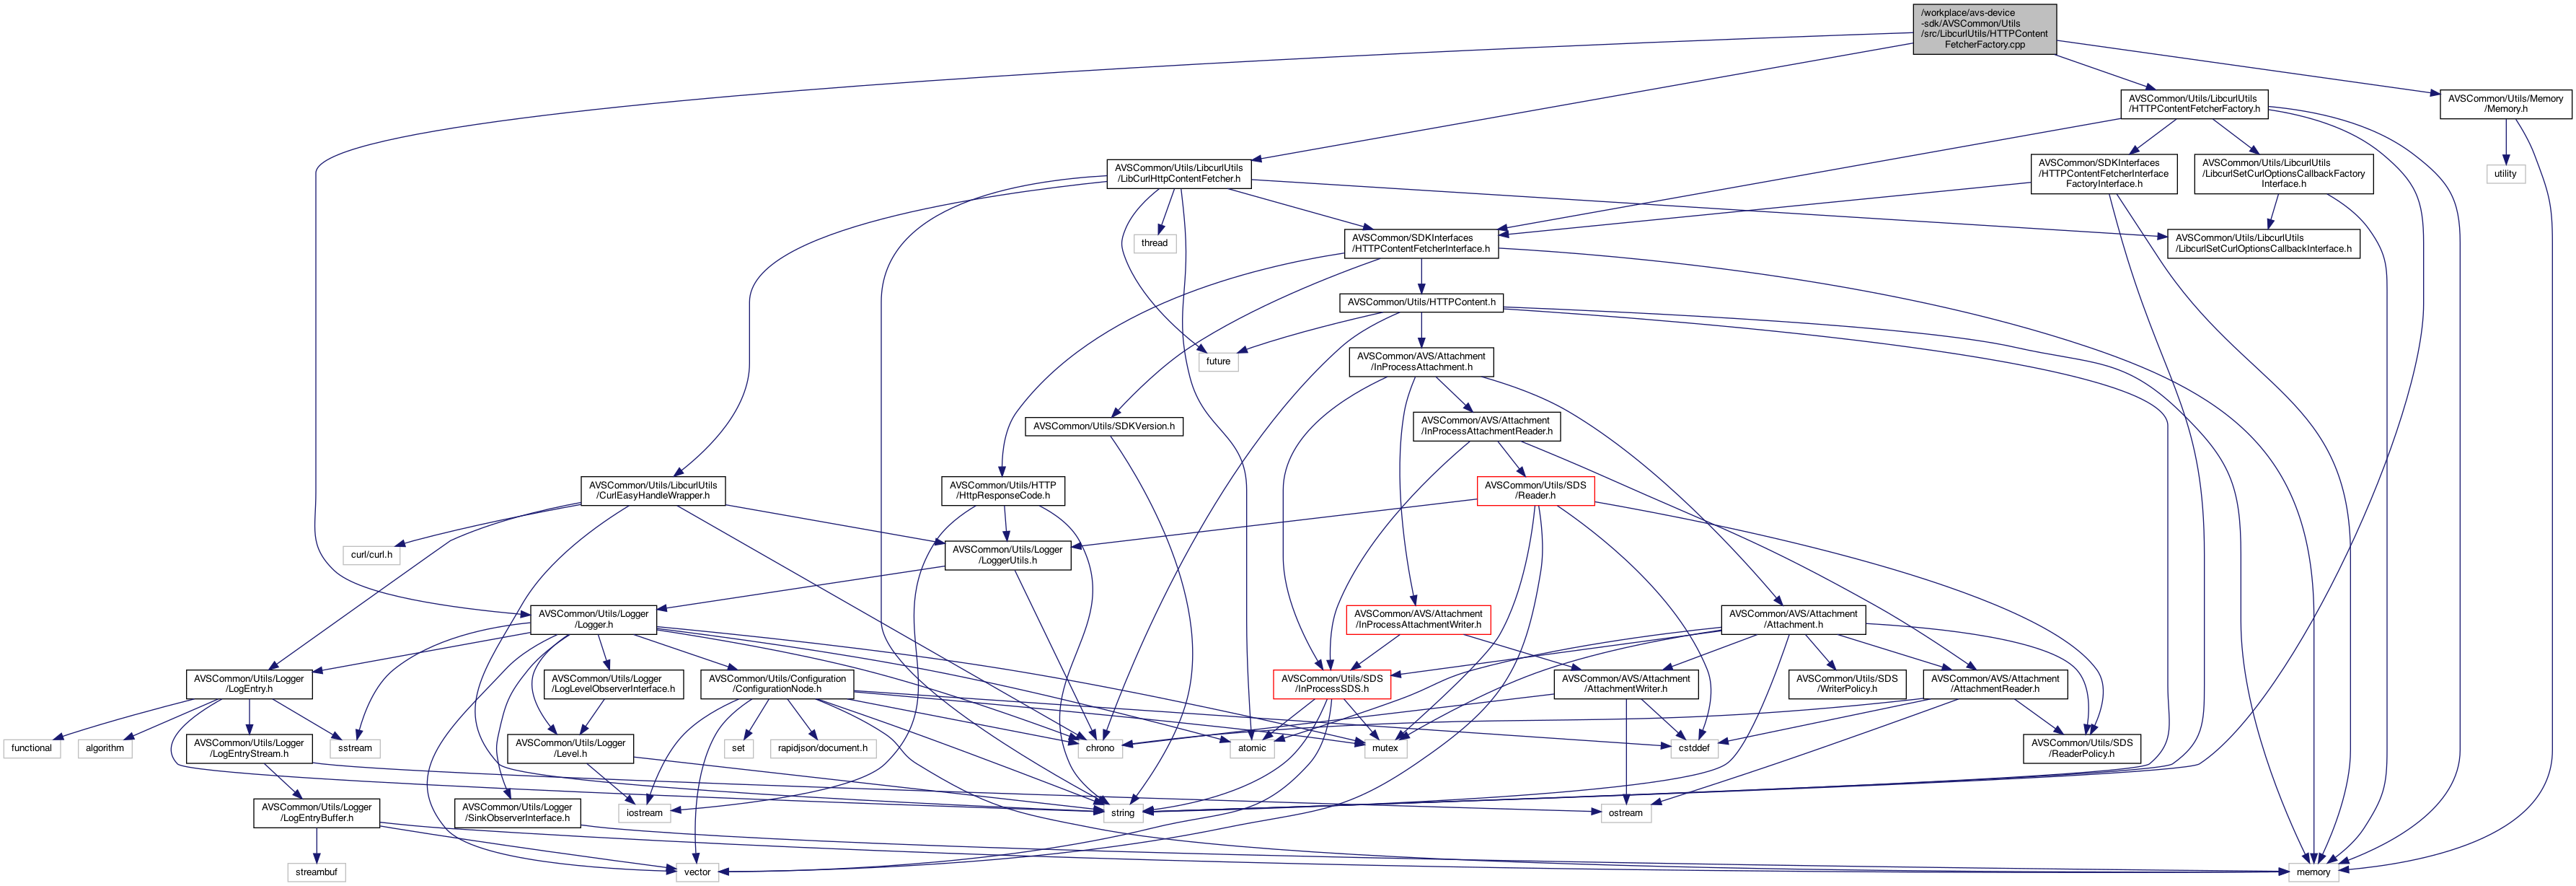 /workplace/avs-device
-sdk/AVSCommon/Utils
/src/LibcurlUtils/HTTPContent
FetcherFactory.cpp
AVSCommon/Utils/LibcurlUtils
/HTTPContentFetcherFactory.h
AVSCommon/Utils/Memory
/Memory.h
AVSCommon/Utils/LibcurlUtils
/LibCurlHttpContentFetcher.h
AVSCommon/SDKInterfaces
/HTTPContentFetcherInterface
FactoryInterface.h
AVSCommon/Utils/LibcurlUtils
/LibcurlSetCurlOptionsCallbackFactory
Interface.h
utility
thread
AVSCommon/SDKInterfaces
/HTTPContentFetcherInterface.h
AVSCommon/Utils/LibcurlUtils
/LibcurlSetCurlOptionsCallbackInterface.h
AVSCommon/Utils/HTTPContent.h
future
AVSCommon/AVS/Attachment
/InProcessAttachment.h
AVSCommon/Utils/SDKVersion.h
AVSCommon/AVS/Attachment
/InProcessAttachmentReader.h
AVSCommon/Utils/LibcurlUtils
/CurlEasyHandleWrapper.h
AVSCommon/Utils/HTTP
/HttpResponseCode.h
AVSCommon/Utils/SDS
/Reader.h
curl/curl.h
AVSCommon/Utils/Logger
/LoggerUtils.h
AVSCommon/Utils/Logger
/Logger.h
AVSCommon/AVS/Attachment
/InProcessAttachmentWriter.h
AVSCommon/AVS/Attachment
/Attachment.h
AVSCommon/Utils/Logger
/LogEntry.h
AVSCommon/Utils/Logger
/LogLevelObserverInterface.h
AVSCommon/Utils/Configuration
/ConfigurationNode.h
AVSCommon/Utils/SDS
/InProcessSDS.h
AVSCommon/AVS/Attachment
/AttachmentWriter.h
AVSCommon/Utils/SDS
/WriterPolicy.h
AVSCommon/AVS/Attachment
/AttachmentReader.h
functional
algorithm
AVSCommon/Utils/Logger
/LogEntryStream.h
sstream
AVSCommon/Utils/Logger
/Level.h
set
rapidjson/document.h
chrono
atomic
mutex
cstddef
AVSCommon/Utils/SDS
/ReaderPolicy.h
AVSCommon/Utils/Logger
/LogEntryBuffer.h
AVSCommon/Utils/Logger
/SinkObserverInterface.h
iostream
string
ostream
streambuf
vector
memory